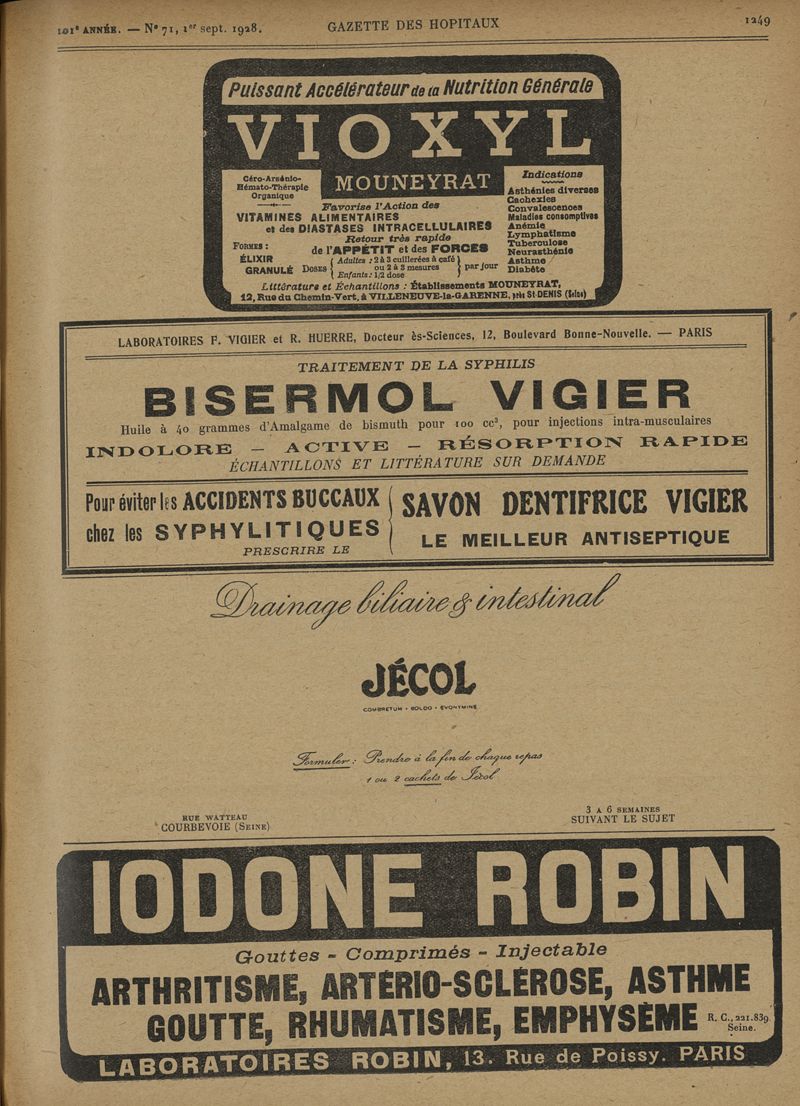 101e ANNÉE. — No 71, 1er sept. 1928.
GAZETTE DES HOPITAUX
1249
Puissant Accélérateur de la Nutrition Générale
VIOXYL
MOUNEYRAT
Céro-Arsénio-
Hémato-Thérapie
Organique
Favorise l'Action des
VITAMINES ALIMENTAIRES
et des DIASTASES INTRACELLULAIRES
Retour très rapide
de l'APPÉTIT et des FORCES
FORMES :
ÉLIXIR
GRANULÉ
DOSES
Adultes : 2 à 3 cuillerées à café
ou 2 à 3 mesures
Enfants : 1/2 dose
par jour
Indications
Asthénies diverses
Cachexies
Convalescences
Maladies consomptives
Anémie
Lymphatisme
Tuberculose
Neurasthénie
Asthme
Diabète
Littérature et Échantillons : Établissements MOUNEYRAT,
12, Rue du Chemin-Vert, à VILLENEUVE-la-GARENNE, près St-DENIS (Seine)
LABORATOIRES F. VIGIER et R. HUERRE, Docteur ès-Sciences, 12, Boulevard Bonne-Nouvelle. — PARIS
TRAITEMENT DE LA SYPHILIS
BISERMOL VIGIER
Huile à 40 grammes d'Amalgame de bismuth pour 100 cc³, pour injections intra-musculaires
INDOLORE — ACTIVE — RÉSORPTION RAPIDE
ÉCHANTILLONS ET LITTÉRATURE SUR DEMANDE
Pour éviter les ACCIDENTS BUCCAUX
chez les SYPHYLITIQUES
PRESCRIRE LE
SAVON DENTIFRICE VIGIER
LE MEILLEUR ANTISEPTIQUE
Drainage biliaire & intestinal
JÉCOL
COMBRETUM • BOLDO • EVONYMINE
Formuler : Prendre à la fin de chaque repas
1 ou 2 cachets de Jécol
RUE WATTEAU
COURBEVOIE (SEINE)
3 A 6 SEMAINES
SUIVANT LE SUJET
IODONE ROBIN
Gouttes - Comprimés - Injectable
ARTHRITISME, ARTÉRIO-SCLÉROSE, ASTHME
GOUTTE, RHUMATISME, EMPHYSÈME
R. C., 221.839
Seine.
LABORATOIRES ROBIN, 13. Rue de Poissy. PARIS